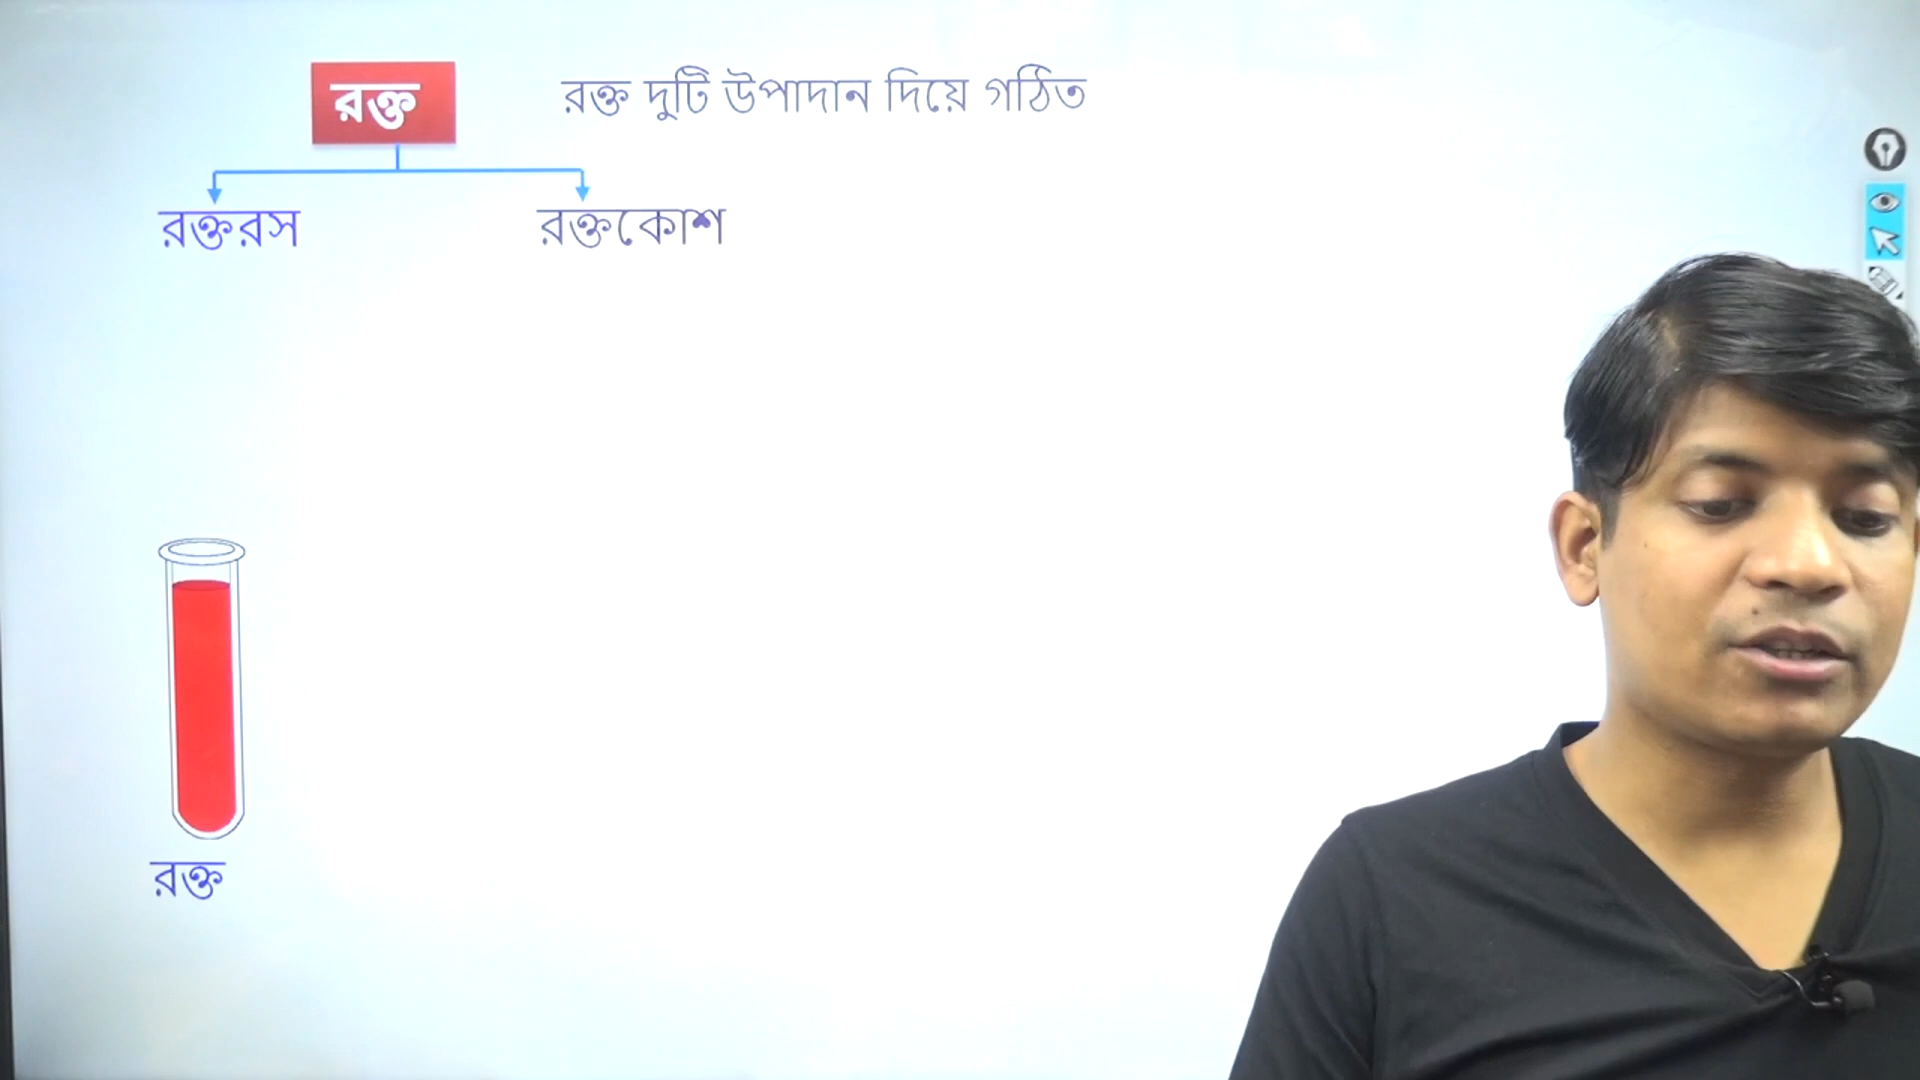 রক্ত
রক্ত দুটি উপাদান দিয়ে গঠিত
রক্তরস
রক্তকোশ
রক্ত